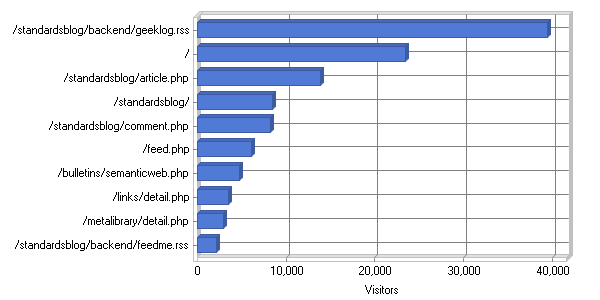 /standardsblog/backend/geeklog.rss
/
/standardsblog/article.php
/standardsblog/
/standardsblog/comment.php
/feed.php
/bulletins/semanticweb.php
/links/detail.php
/metalibrary/detail.php
/standardsblog/backend/feedme.rss
0 10,000 20,000 30,000 40,000
Visitors